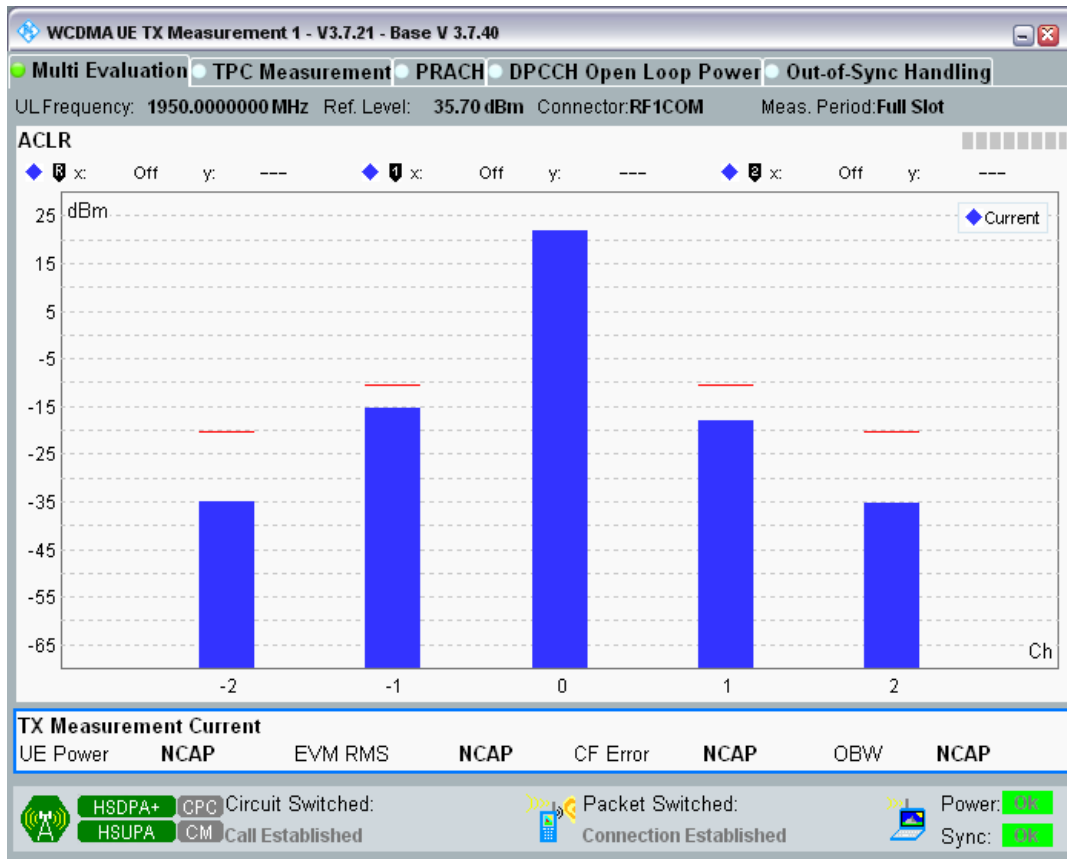 WCDMA UE TX Measurement 1 - V3.7.21 - Base V 3.7.40
Multi Evaluation TPC Measurement PRACH DPCCH Open Loop Power Out-of-Sync Handling
UL Frequency: 1950.0000000 MHz Ref. Level: 35.70 dBm Connector:RF1COM Meas. Period:Full Slot
ACLR
R x: Off y: --- 1 x: Off y: --- 2 x: Off y: ---
dBm
Current
25
15
5
-5
-15
-25
-35
-45
-55
-65
Ch
-2 -1 0 1 2
TX Measurement Current
UE Power NCAP EVM RMS NCAP CF Error NCAP OBW NCAP
HSDPA+ CPC Circuit Switched: Packet Switched: Power: Ok
HSUPA CM Call Established Connection Established Sync: Ok